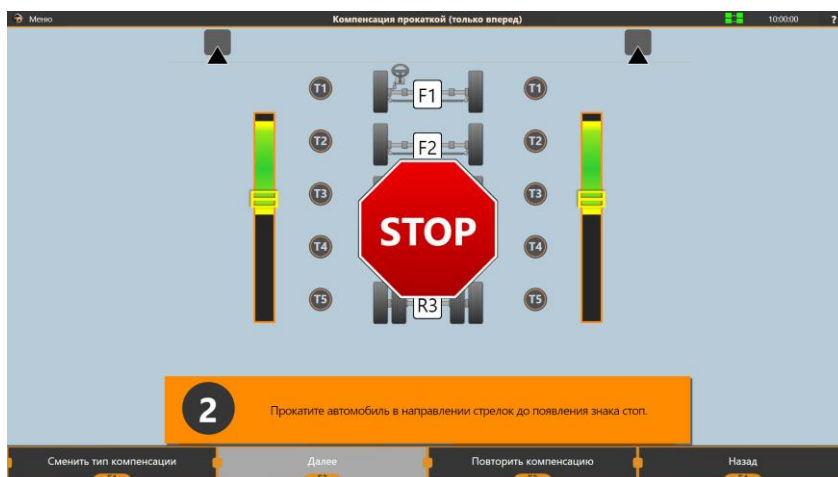 Меню
Компенсация прокаткой (только вперед)
10:00:00 ?
T1 F1 T1
T2 F2 T2
T3 T3
STOP
T4 T4
T5 R3 T5
2 Прокатите автомобиль в направлении стрелок до появления знака стоп.
Сменить тип компенсации Далее Повторить компенсацию Назад